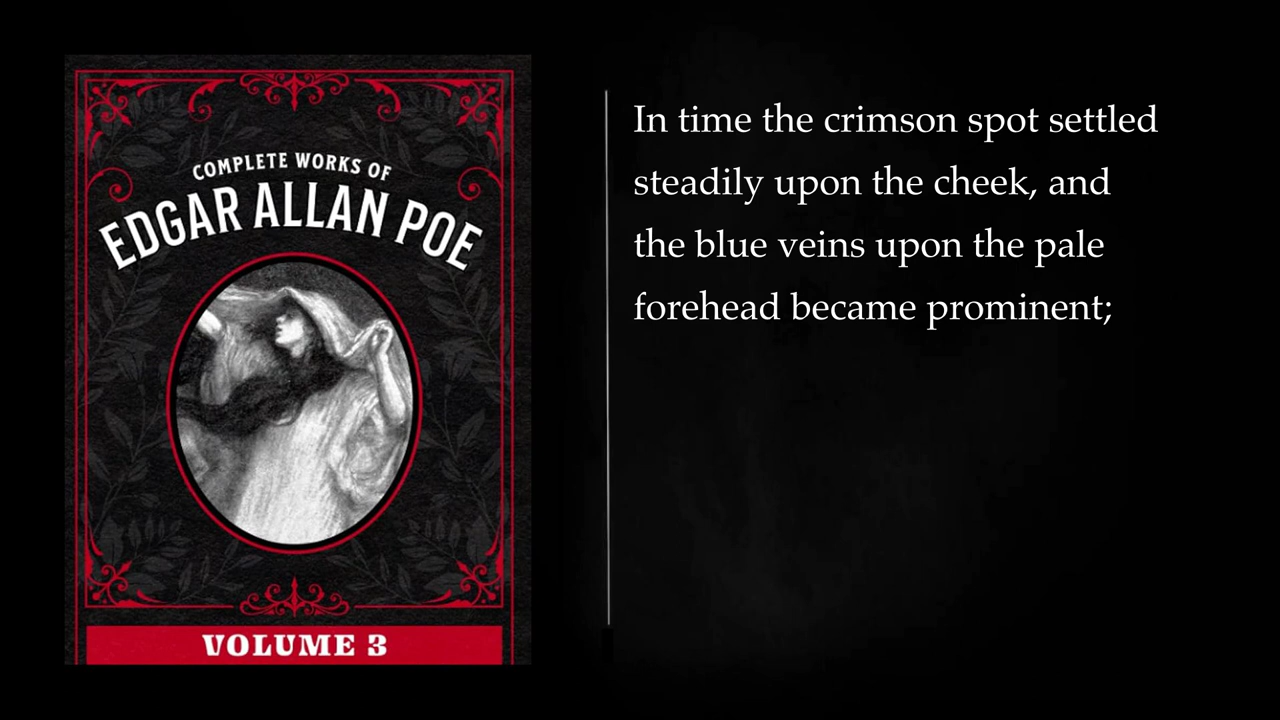 COMPLETE WORKS OF
EDGAR ALLAN POE
VOLUME 3
In time the crimson spot settled
steadily upon the cheek, and
the blue veins upon the pale
forehead became prominent;